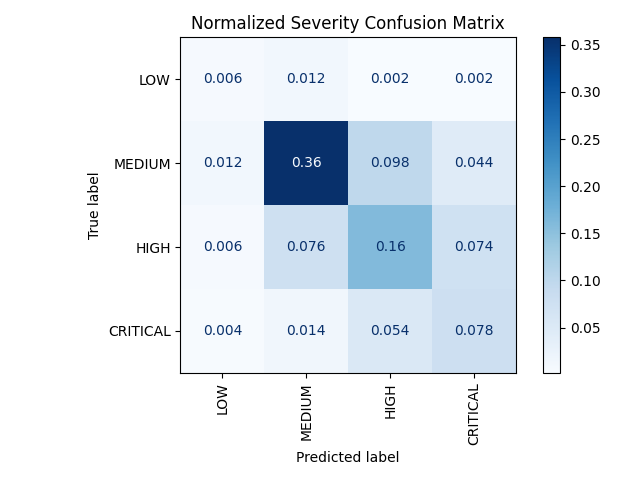 Normalized Severity Confusion Matrix
LOW 0.006 0.012 0.002 0.002
MEDIUM 0.012 0.36 0.098 0.044
HIGH 0.006 0.076 0.16 0.074
CRITICAL 0.004 0.014 0.054 0.078
True label
LOW MEDIUM HIGH CRITICAL
Predicted label
0.35
0.30
0.25
0.20
0.15
0.10
0.05